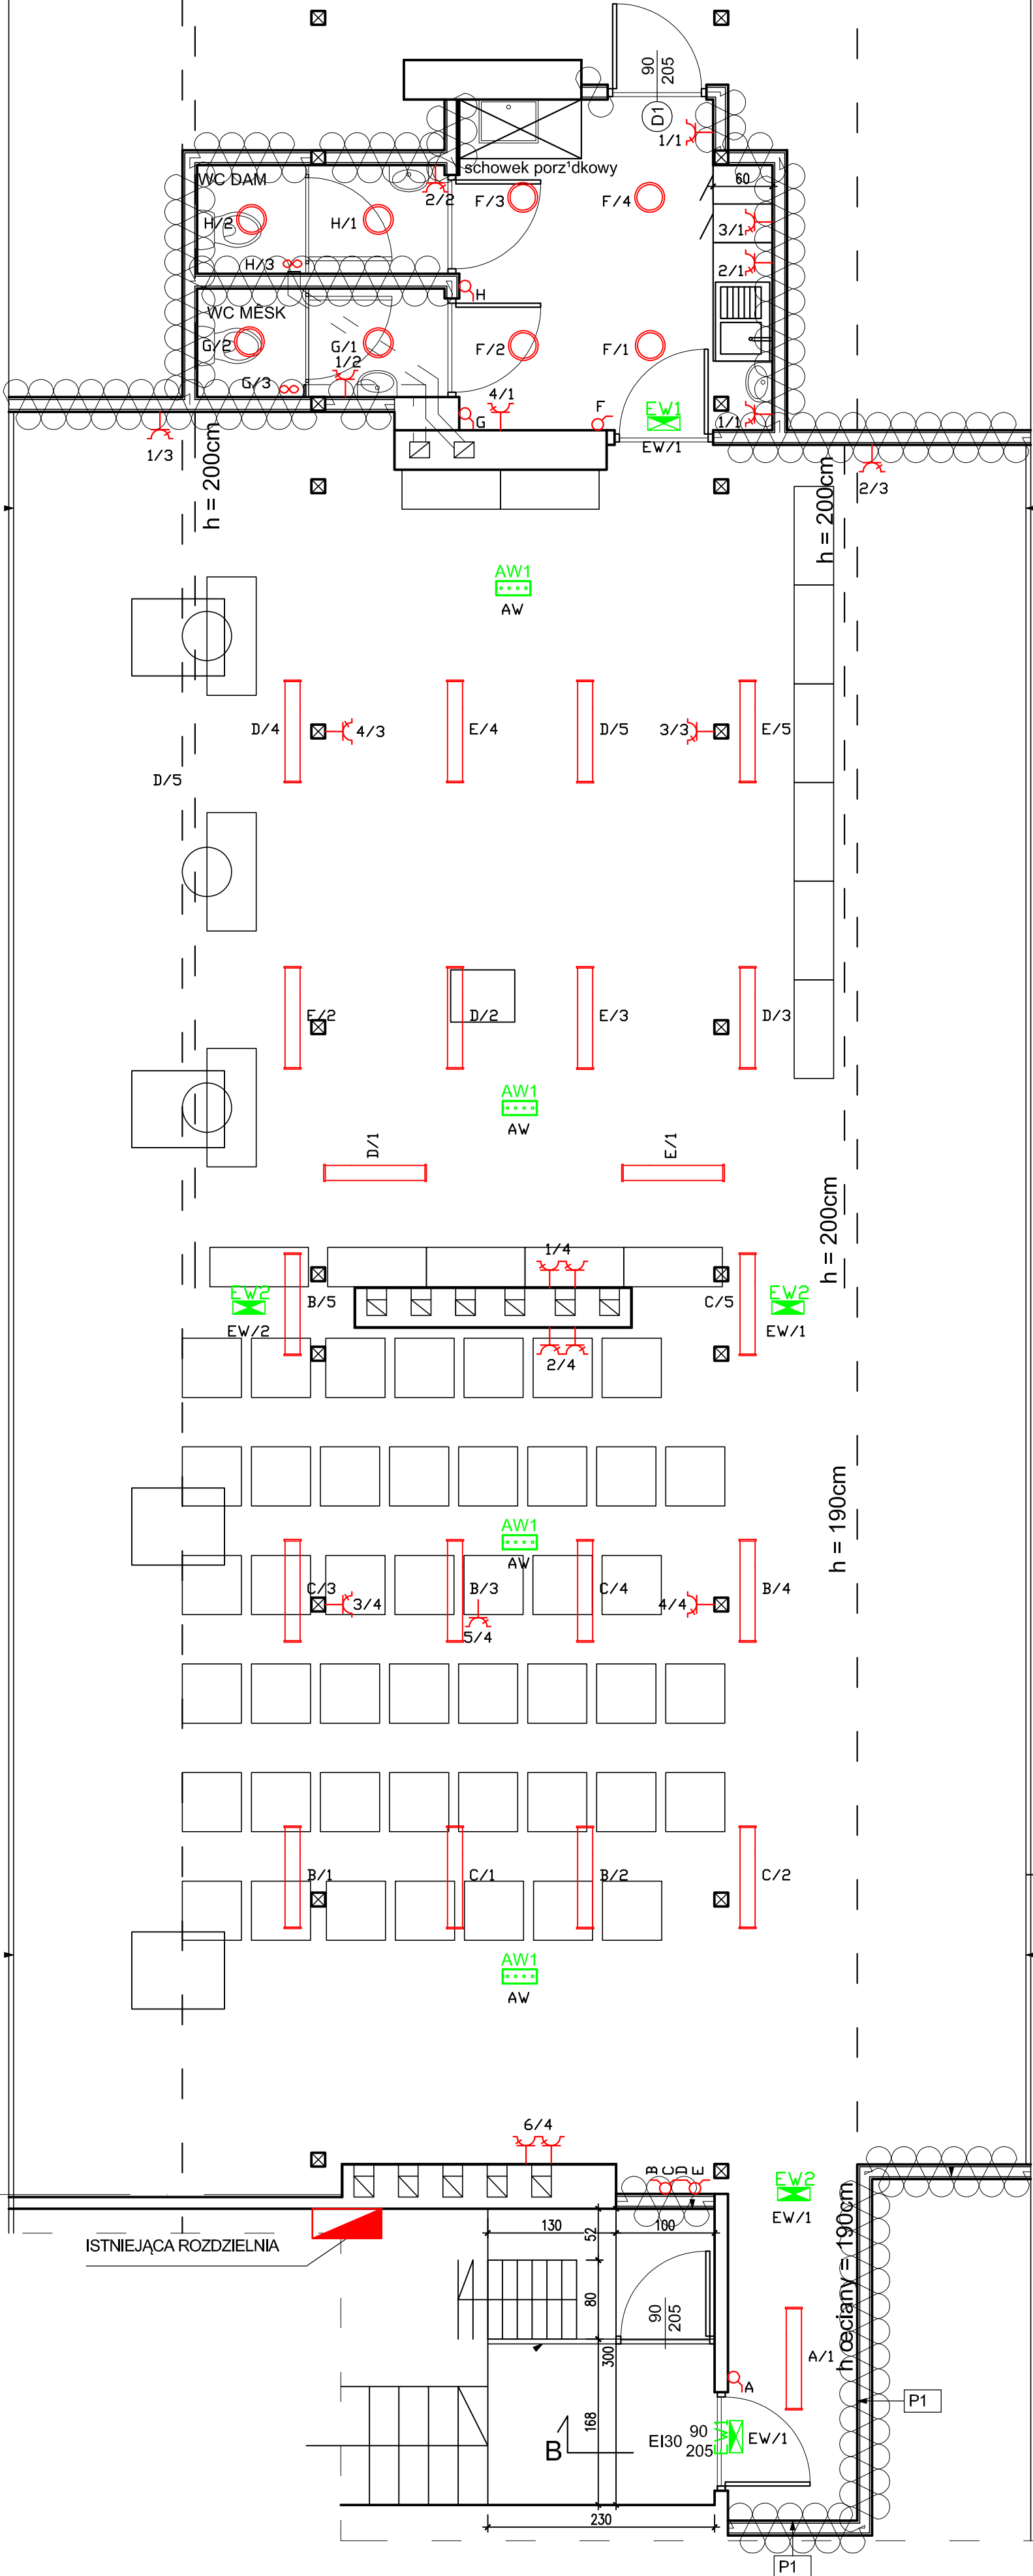 90
205
D1
1/1
schowek porz¹dkowy
WC DAM
2/2
60
F/3
F/4
H/2
H/1
3/1
H/3
2/1
H
WC MÈSK
G/2
G/1
1/2
F/2
F/1
G/3
4/1
F
EW1
G
1/1
EW/1
1/3
2/3
h = 200cm
h = 200cm
AW1
AW
D/4
4/3
E/4
D/5
3/3
E/5
D/5
E/2
D/2
E/3
D/3
AW1
AW
D/1
E/1
h = 200cm
1/4
EW2
B/5
C/5
EW2
EW/2
EW/1
2/4
h = 190cm
AW1
AW
C/3
B/3
C/4
B/4
3/4
4/4
5/4
B/1
C/1
B/2
C/2
AW1
AW
6/4
B
C
D
E
EW2
EW/1
130
52
100
ISTNIEJĄCA ROZDZIELNIA
80
90
205
300
h œciany = 190cm
A/1
A
P1
168
B
EI30
90
205
EW1
EW/1
230
P1